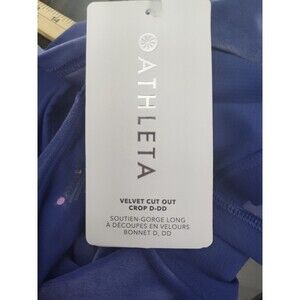 ATHLETA
VELVET CUT OUT
CROP D-DD
SOUTIEN-GORGE LONG
À DÉCOUPES EN VELOURS
BONNET D, DD